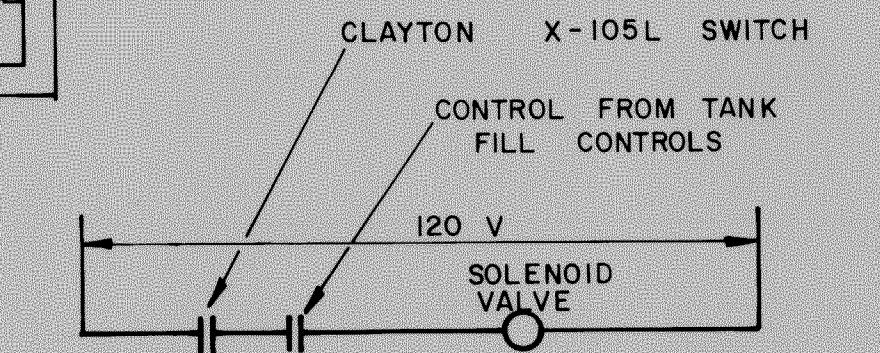 CLAYTON X-105L SWITCH
CONTROL FROM TANK
FILL CONTROLS
120 V
SOLENOID
VALVE